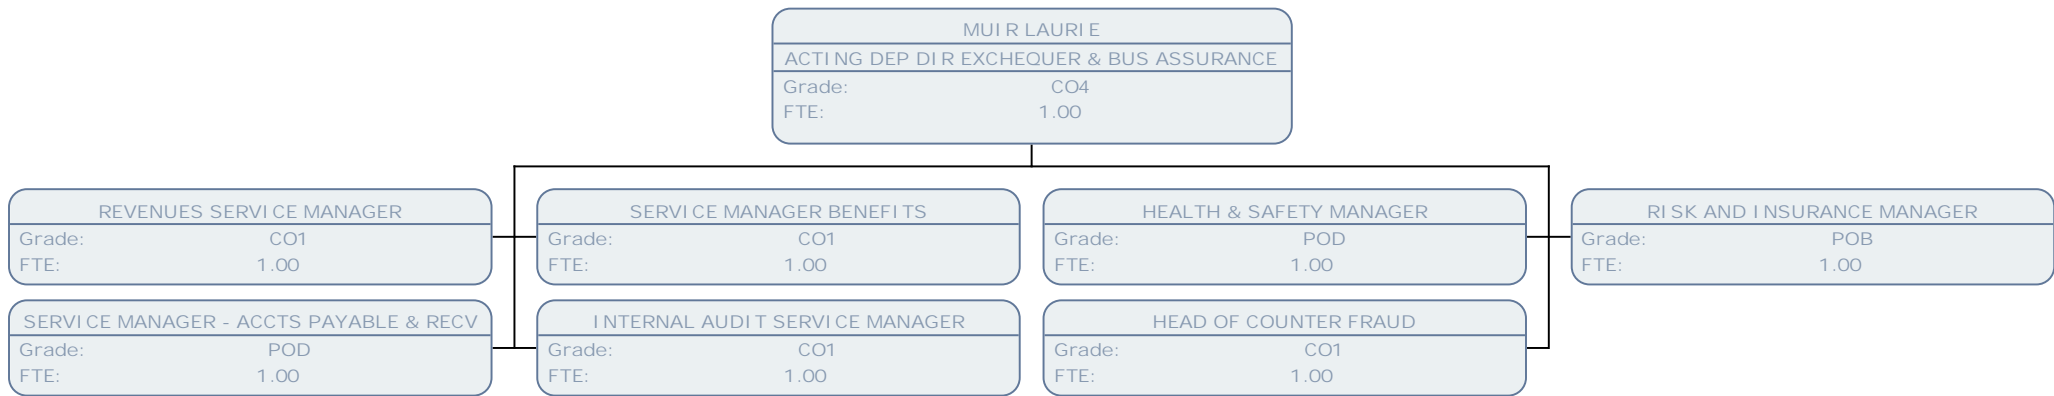 MUIR LAURIE
ACTING DEP DIR EXCHEQUER & BUS ASSURANCE
Grade: CO4
FTE: 1.00
REVENUES SERVICE MANAGER
Grade: CO1
FTE: 1.00
SERVICE MANAGER BENEFITS
Grade: CO1
FTE: 1.00
HEALTH & SAFETY MANAGER
Grade: POD
FTE: 1.00
RISK AND INSURANCE MANAGER
Grade: POB
FTE: 1.00
SERVICE MANAGER - ACCTS PAYABLE & RECV
Grade: POD
FTE: 1.00
INTERNAL AUDIT SERVICE MANAGER
Grade: CO1
FTE: 1.00
HEAD OF COUNTER FRAUD
Grade: CO1
FTE: 1.00